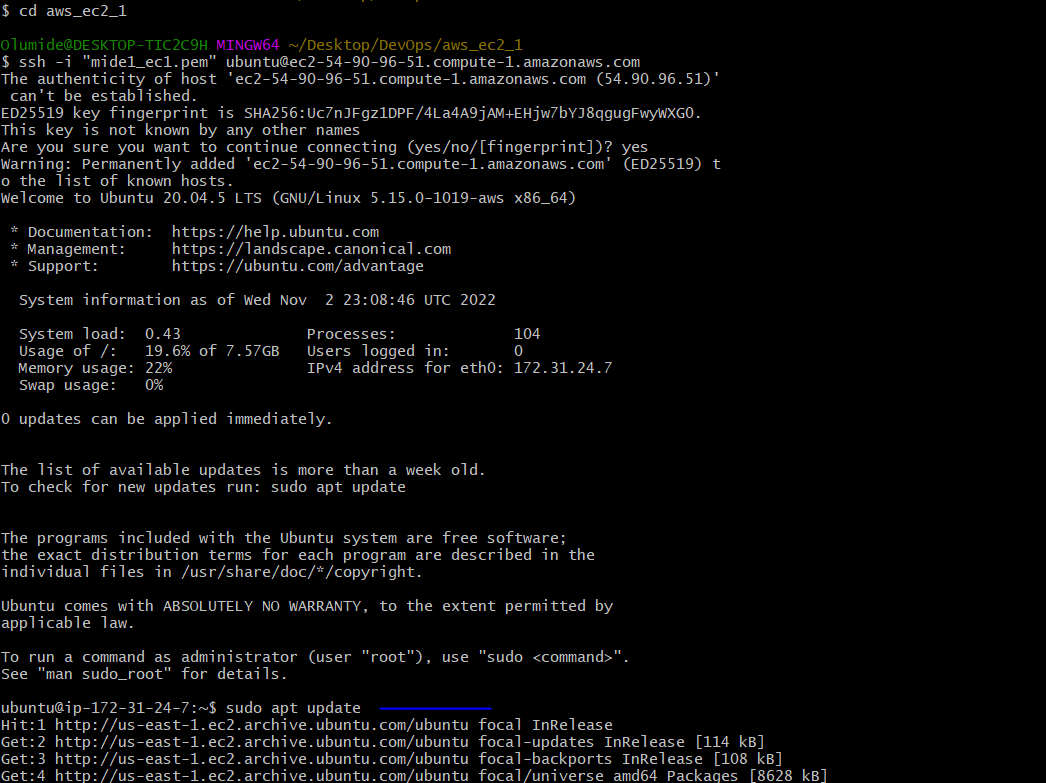 $ cd aws_ec2_1
Olumide@DESKTOP-TIC2C9H MINGW64 ~/Desktop/DevOps/aws_ec2_1
$ ssh -i "mide1_ec1.pem" ubuntu@ec2-54-90-96-51.compute-1.amazonaws.com
The authenticity of host 'ec2-54-90-96-51.compute-1.amazonaws.com (54.90.96.51)'
 can't be established.
ED25519 key fingerprint is SHA256:Uc7nJFgz1DPF/4La4A9jAM+EHjw7bYJ8qgugFwyWXG0.
This key is not known by any other names
Are you sure you want to continue connecting (yes/no/[fingerprint])? yes
Warning: Permanently added 'ec2-54-90-96-51.compute-1.amazonaws.com' (ED25519) t
o the list of known hosts.
Welcome to Ubuntu 20.04.5 LTS (GNU/Linux 5.15.0-1019-aws x86_64)
 * Documentation:  https://help.ubuntu.com
 * Management:     https://landscape.canonical.com
 * Support:        https://ubuntu.com/advantage
  System information as of Wed Nov  2 23:08:46 UTC 2022
  System load:  0.43              Processes:             104
  Usage of /:   19.6% of 7.57GB   Users logged in:       0
  Memory usage: 22%               IPv4 address for eth0: 172.31.24.7
  Swap usage:   0%
0 updates can be applied immediately.
The list of available updates is more than a week old.
To check for new updates run: sudo apt update
The programs included with the Ubuntu system are free software;
the exact distribution terms for each program are described in the
individual files in /usr/share/doc/*/copyright.
Ubuntu comes with ABSOLUTELY NO WARRANTY, to the extent permitted by
applicable law.
To run a command as administrator (user "root"), use "sudo <command>".
See "man sudo_root" for details.
ubuntu@ip-172-31-24-7:~$ sudo apt update
Hit:1 http://us-east-1.ec2.archive.ubuntu.com/ubuntu focal InRelease
Get:2 http://us-east-1.ec2.archive.ubuntu.com/ubuntu focal-updates InRelease [114 kB]
Get:3 http://us-east-1.ec2.archive.ubuntu.com/ubuntu focal-backports InRelease [108 kB]
Get:4 http://us-east-1.ec2.archive.ubuntu.com/ubuntu focal/universe amd64 Packages [8628 kB]